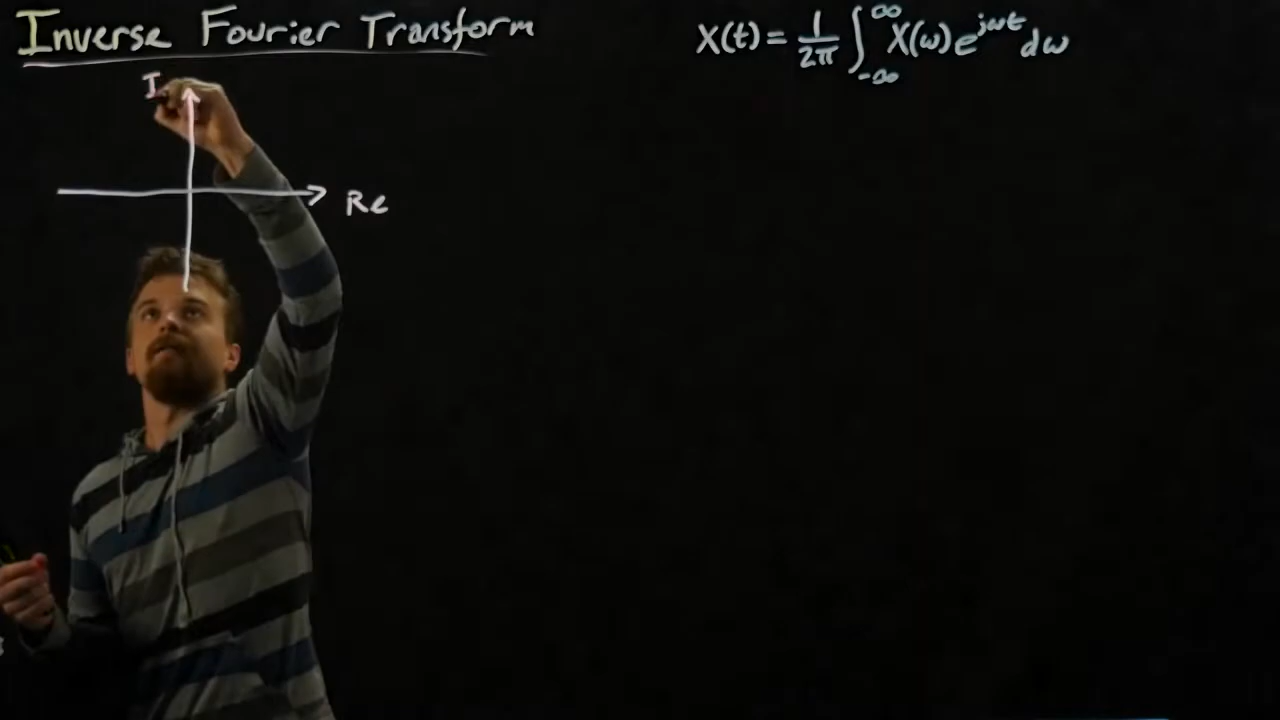 Inverse Fourier Transform
X(t) = 1/2π ∫_{-∞}^{∞} X(ω) e^{jωt} dω
I
Re